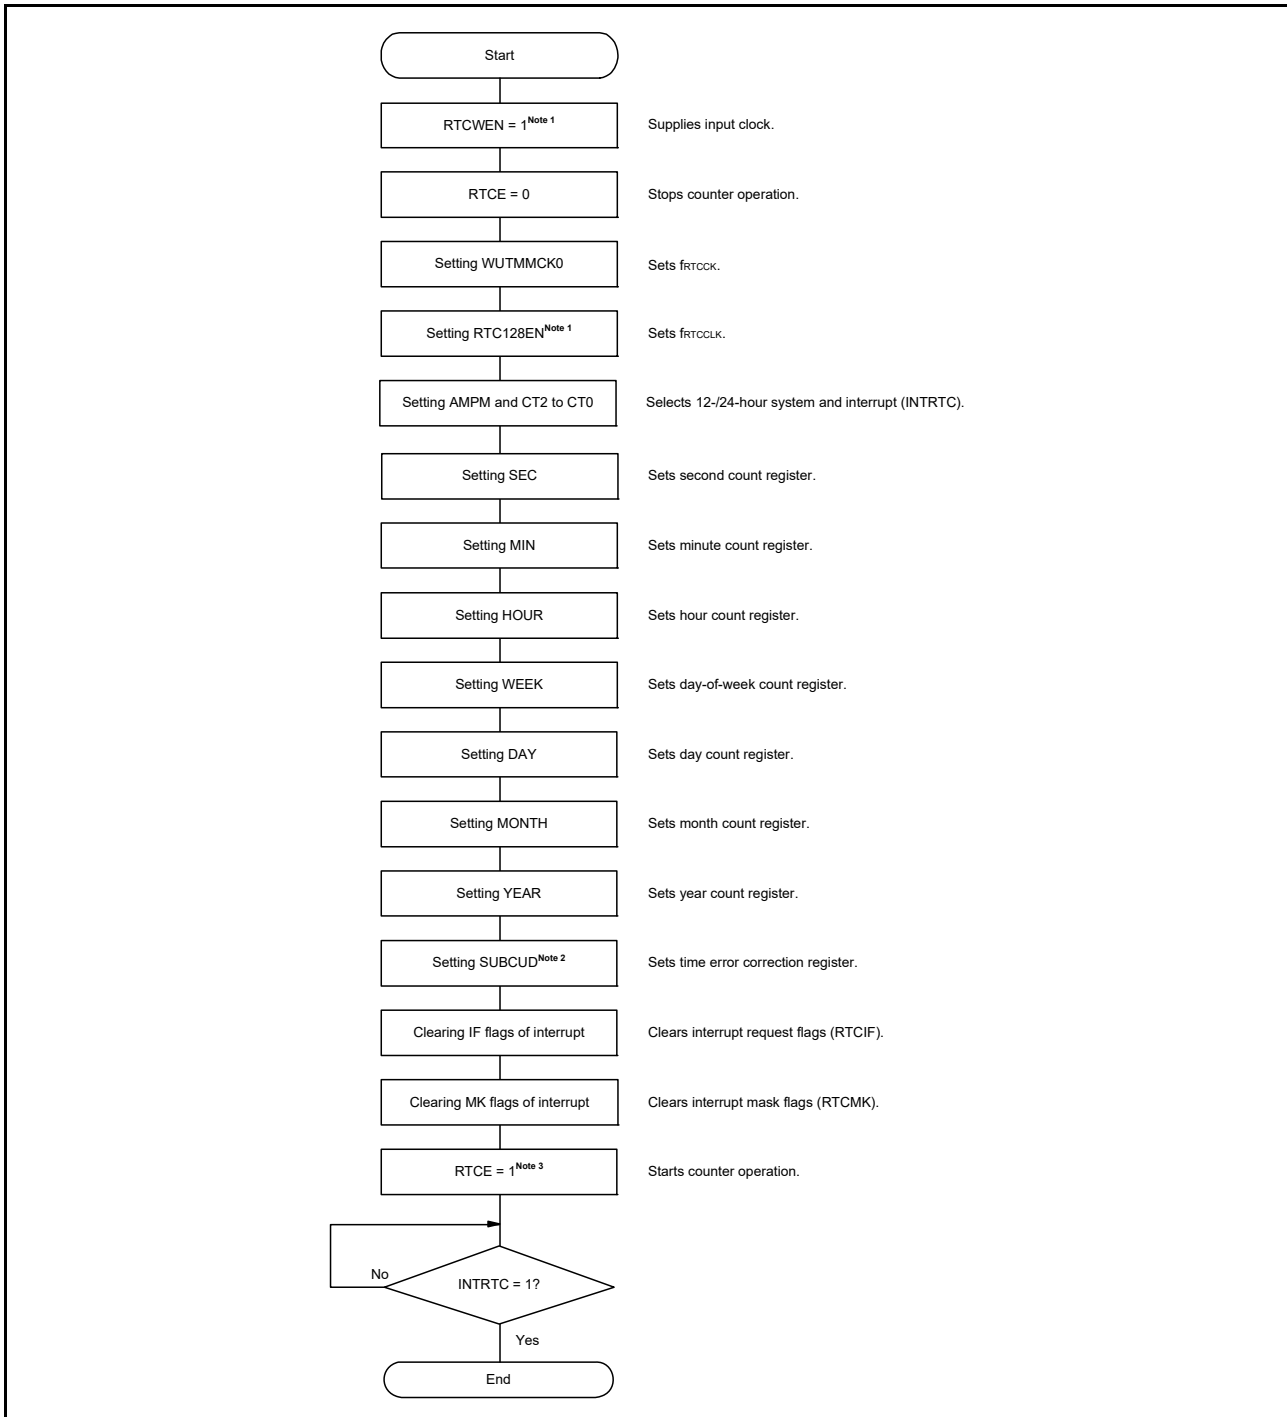 Start
RTCWEN = 1Note 1 Supplies input clock.
RTCE = 0 Stops counter operation.
Setting WUTMMCK0 Sets fRTCCK.
Setting RTC128ENNote 1 Sets fRTCCLK.
Setting AMPM and CT2 to CT0 Selects 12-/24-hour system and interrupt (INTRTC).
Setting SEC Sets second count register.
Setting MIN Sets minute count register.
Setting HOUR Sets hour count register.
Setting WEEK Sets day-of-week count register.
Setting DAY Sets day count register.
Setting MONTH Sets month count register.
Setting YEAR Sets year count register.
Setting SUBCUDNote 2 Sets time error correction register.
Clearing IF flags of interrupt Clears interrupt request flags (RTCIF).
Clearing MK flags of interrupt Clears interrupt mask flags (RTCMK).
RTCE = 1Note 3 Starts counter operation.
No
INTRTC = 1?
Yes
End